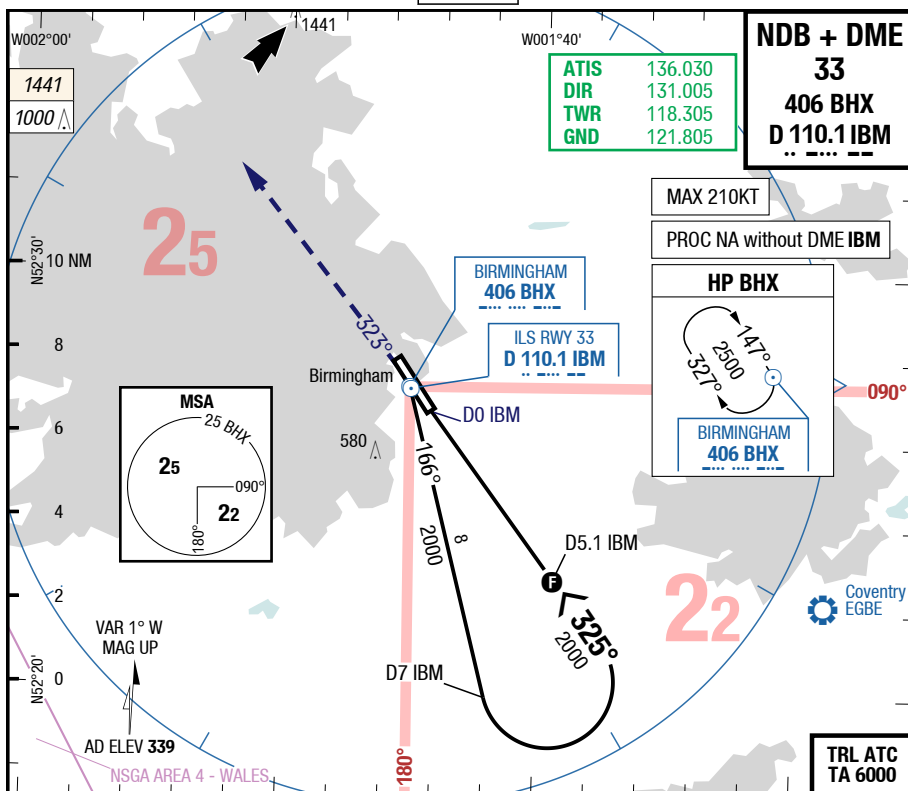 W002°00'
1441
W001°40'
NDB + DME
33
406 BHX
D 110.1 IBM
1441
1000
ATIS 136.030
DIR 131.005
TWR 118.305
GND 121.805
MAX 210KT
PROC NA without DME IBM
25
N52°30'
10 NM
BIRMINGHAM
406 BHX
HP BHX
147°
2500
327°
BIRMINGHAM
406 BHX
323°
ILS RWY 33
D 110.1 IBM
8
Birmingham
090°
D0 IBM
MSA
25 BHX
25
090°
22
180°
6
580
166°
2000
8
4
D5.1 IBM
F
2
325°
2000
22
Coventry
EGBE
VAR 1° W
MAG UP
N52°20'
0
D7 IBM
AD ELEV 339
NSGA AREA 4 - WALES
180°
TRL ATC
TA 6000